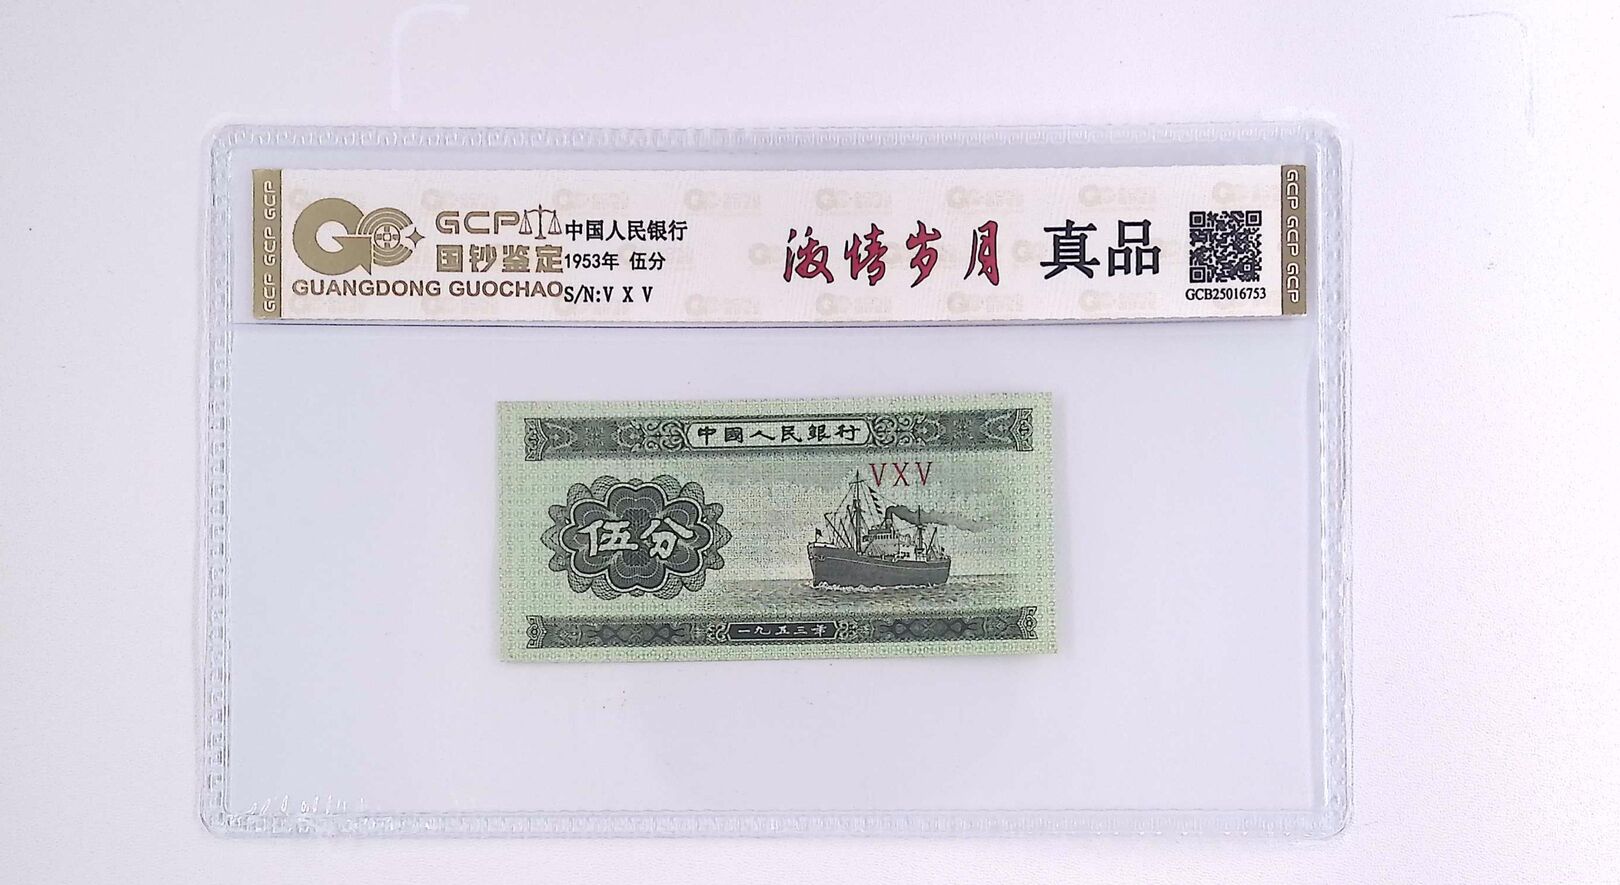 GCP GCP GCP
GCP
国钞鉴定
GUANGDONG GUOCHAO
中国人民银行
1953年 伍分
S/N:V X V
激情岁月
真品
GCB25016753
GCP GCP GCP
中國人民銀行
VXV
伍分
一九五三年